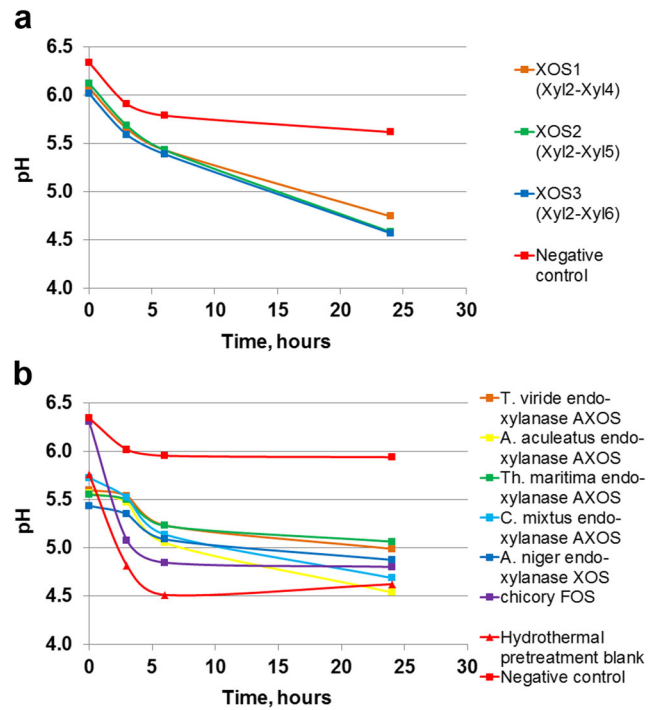 a
6.5
6.0
5.5
5.0
4.5
4.0
pH
0
5
10
15
20
25
30
Time, hours
XOS1
(Xyl2-Xyl4)
XOS2
(Xyl2-Xyl5)
XOS3
(Xyl2-Xyl6)
Negative
control
b
6.5
6.0
5.5
5.0
4.5
4.0
pH
0
5
10
15
20
25
30
Time, hours
T. viride endo-
xylanase AXOS
A. aculeatus endo-
xylanase AXOS
Th. maritima endo-
xylanase AXOS
C. mixtus endo-
xylanase AXOS
A. niger endo-
xylanase XOS
chicory FOS
Hydrothermal
pretreatment blank
Negative control